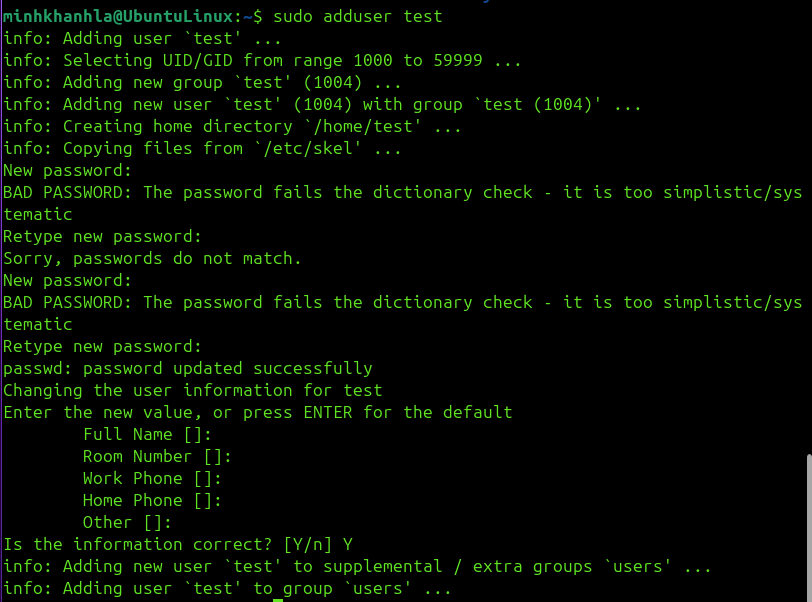 minhkhanhla@UbuntuLinux:~$ sudo adduser test
info: Adding user `test' ...
info: Selecting UID/GID from range 1000 to 59999 ...
info: Adding new group `test' (1004) ...
info: Adding new user `test' (1004) with group `test (1004)' ...
info: Creating home directory `/home/test' ...
info: Copying files from `/etc/skel' ...
New password:
BAD PASSWORD: The password fails the dictionary check - it is too simplistic/sys
tematic
Retype new password:
Sorry, passwords do not match.
New password:
BAD PASSWORD: The password fails the dictionary check - it is too simplistic/sys
tematic
Retype new password:
passwd: password updated successfully
Changing the user information for test
Enter the new value, or press ENTER for the default
        Full Name []:
        Room Number []:
        Work Phone []:
        Home Phone []:
        Other []:
Is the information correct? [Y/n] Y
info: Adding new user `test' to supplemental / extra groups `users' ...
info: Adding user `test' to group `users' ...